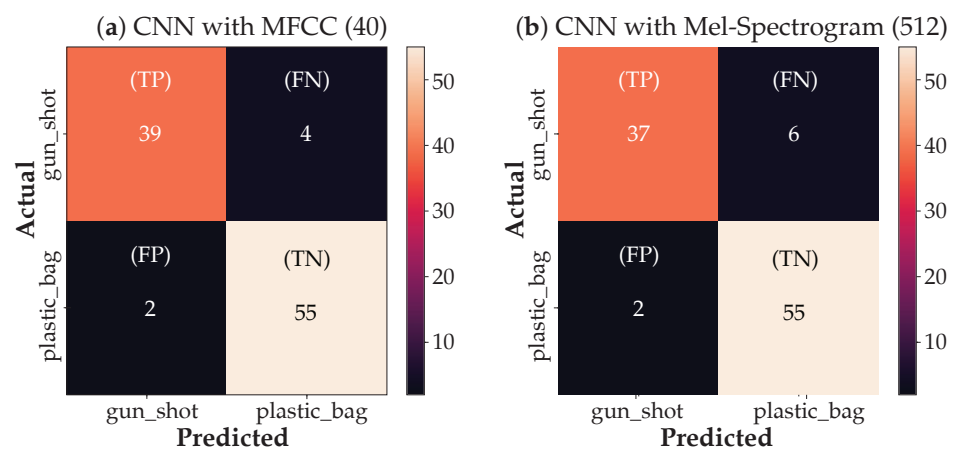 (a) CNN with MFCC (40)
Actual
gun_shot
plastic_bag
(TP)
39
(FN)
4
(FP)
2
(TN)
55
gun_shot
plastic_bag
Predicted
50
40
30
20
10
(b) CNN with Mel-Spectrogram (512)
Actual
gun_shot
plastic_bag
(TP)
37
(FN)
6
(FP)
2
(TN)
55
gun_shot
plastic_bag
Predicted
50
40
30
20
10